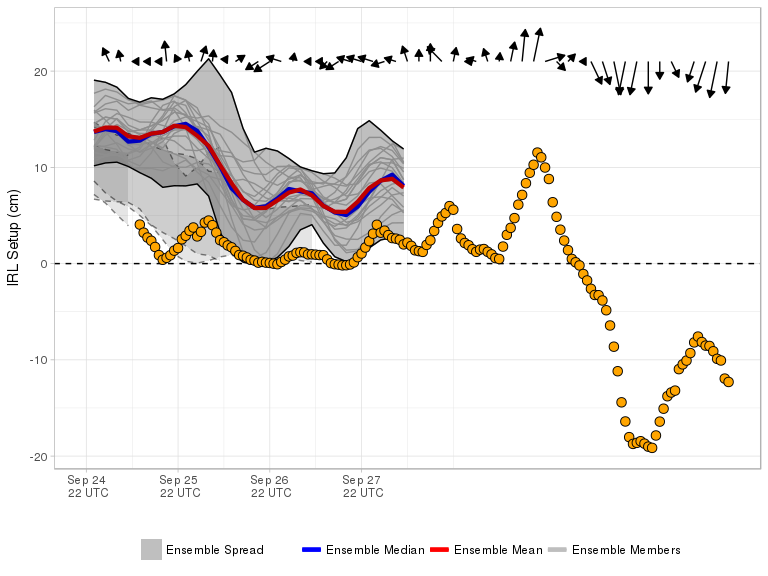 IRL Setup (cm)
20
10
0
-10
-20
Sep 24 Sep 25 Sep 26 Sep 27
22 UTC 22 UTC 22 UTC 22 UTC
Ensemble Spread Ensemble Median Ensemble Mean Ensemble Members